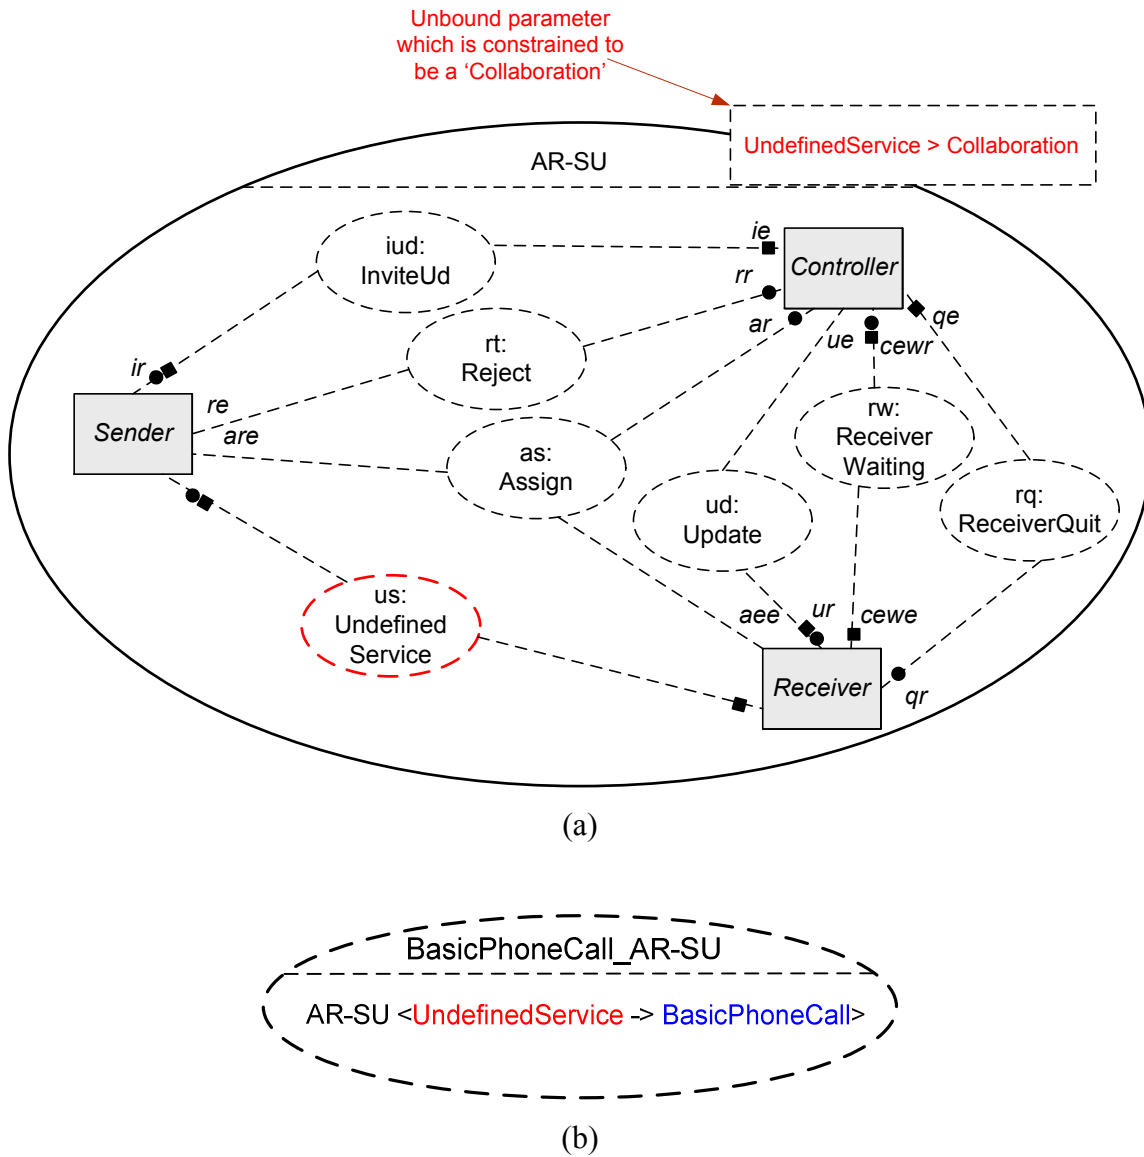 Unbound parameter
which is constrained to
be a ‘Collaboration’
UndefinedService > Collaboration
AR-SU
iud:
InviteUd
ie
Controller
rr
ar
ue
cewr
qe
rt:
Reject
ir
re
are
Sender
as:
Assign
rw:
Receiver
Waiting
ud:
Update
rq:
ReceiverQuit
us:
Undefined
Service
aee
ur
cewe
Receiver
qr
(a)
BasicPhoneCall_AR-SU
AR-SU <UndefinedService -> BasicPhoneCall>
(b)